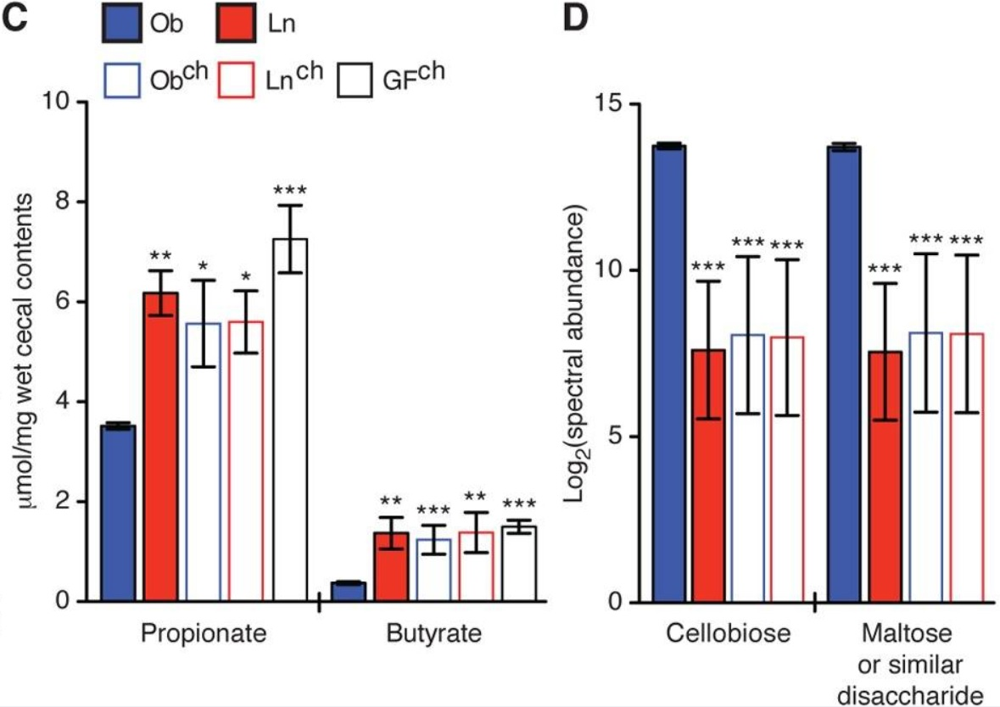 C
Ob Ln
Ob^ch Ln^ch GF^ch
10
8
6
4
2
0
μmol/mg wet cecal contents
** * * ***
** *** ** ***
Propionate Butyrate
D
15
10
5
0
Log₂(spectral abundance)
*** *** *** *** *** ***
Cellobiose Maltose
or similar
disaccharide